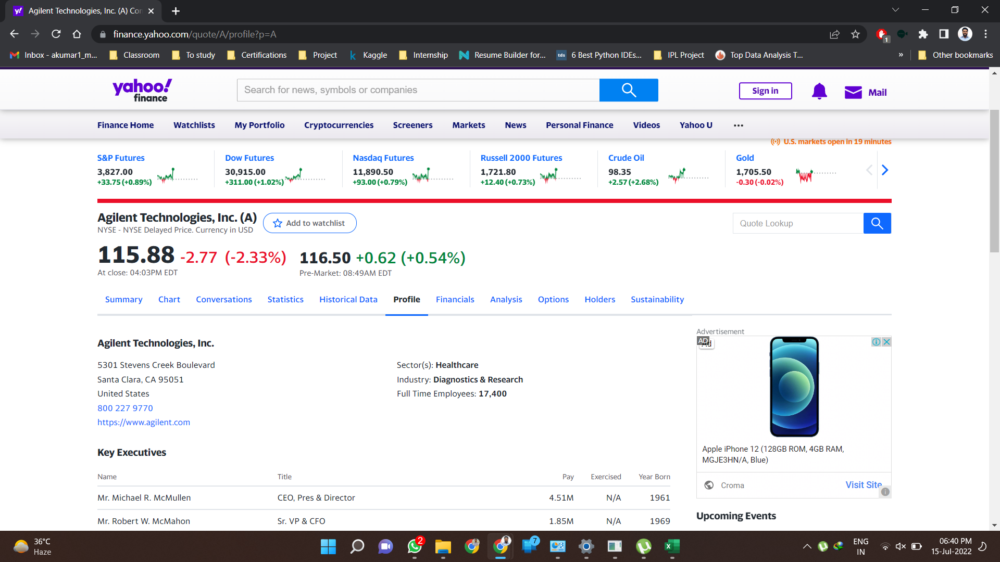 Agilent Technologies, Inc. (A) Con
finance.yahoo.com/quote/A/profile?p=A
1
Inbox - akumar1_m...
Classroom
To study
Certifications
Project
Kaggle
Internship
Resume Builder for...
tds 6 Best Python IDEs...
IPL Project
Top Data Analysis T...
»
Other bookmarks
yahoo!
finance
Search for news, symbols or companies
Sign in
Mail
Finance Home
Watchlists
My Portfolio
Cryptocurrencies
Screeners
Markets
News
Personal Finance
Videos
Yahoo U
...
U.S. markets open in 19 minutes
S&P Futures
3,827.00
+33.75 (+0.89%)
Dow Futures
30,915.00
+311.00 (+1.02%)
Nasdaq Futures
11,890.50
+93.00 (+0.79%)
Russell 2000 Futures
1,721.80
+12.40 (+0.73%)
Crude Oil
98.35
+2.57 (+2.68%)
Gold
1,705.50
-0.30 (-0.02%)
Agilent Technologies, Inc. (A)
NYSE - NYSE Delayed Price. Currency in USD
Add to watchlist
Quote Lookup
115.88 -2.77 (-2.33%)
At close: 04:03PM EDT
116.50 +0.62 (+0.54%)
Pre-Market: 08:49AM EDT
Summary
Chart
Conversations
Statistics
Historical Data
Profile
Financials
Analysis
Options
Holders
Sustainability
Agilent Technologies, Inc.
5301 Stevens Creek Boulevard
Santa Clara, CA 95051
United States
800 227 9770
https://www.agilent.com
Sector(s): Healthcare
Industry: Diagnostics & Research
Full Time Employees: 17,400
Key Executives
Name Title Pay Exercised Year Born
Mr. Michael R. McMullen CEO, Pres & Director 4.51M N/A 1961
Mr. Robert W. McMahon Sr. VP & CFO 1.85M N/A 1969
Advertisement
AD
Ad
Apple iPhone 12 (128GB ROM, 4GB RAM,
MGJE3HN/A, Blue)
Croma
Visit Site
Upcoming Events
36°C
Haze
2
7
ENG
IN
06:40 PM
15-Jul-2022